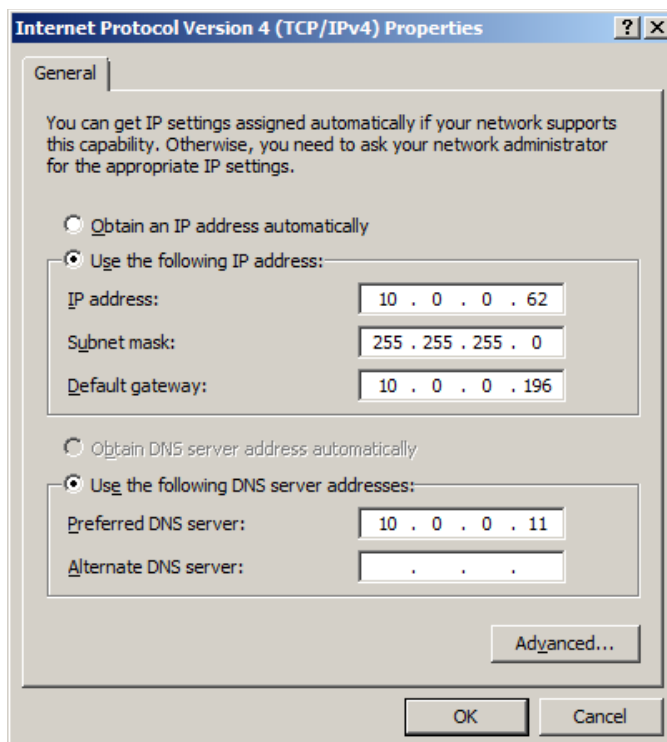 Internet Protocol Version 4 (TCP/IPv4) Properties
General
You can get IP settings assigned automatically if your network supports
this capability. Otherwise, you need to ask your network administrator
for the appropriate IP settings.
Obtain an IP address automatically
Use the following IP address:
IP address: 10 . 0 . 0 . 62
Subnet mask: 255 . 255 . 255 . 0
Default gateway: 10 . 0 . 0 . 196
Obtain DNS server address automatically
Use the following DNS server addresses:
Preferred DNS server: 10 . 0 . 0 . 11
Alternate DNS server: . . .
Advanced...
OK Cancel